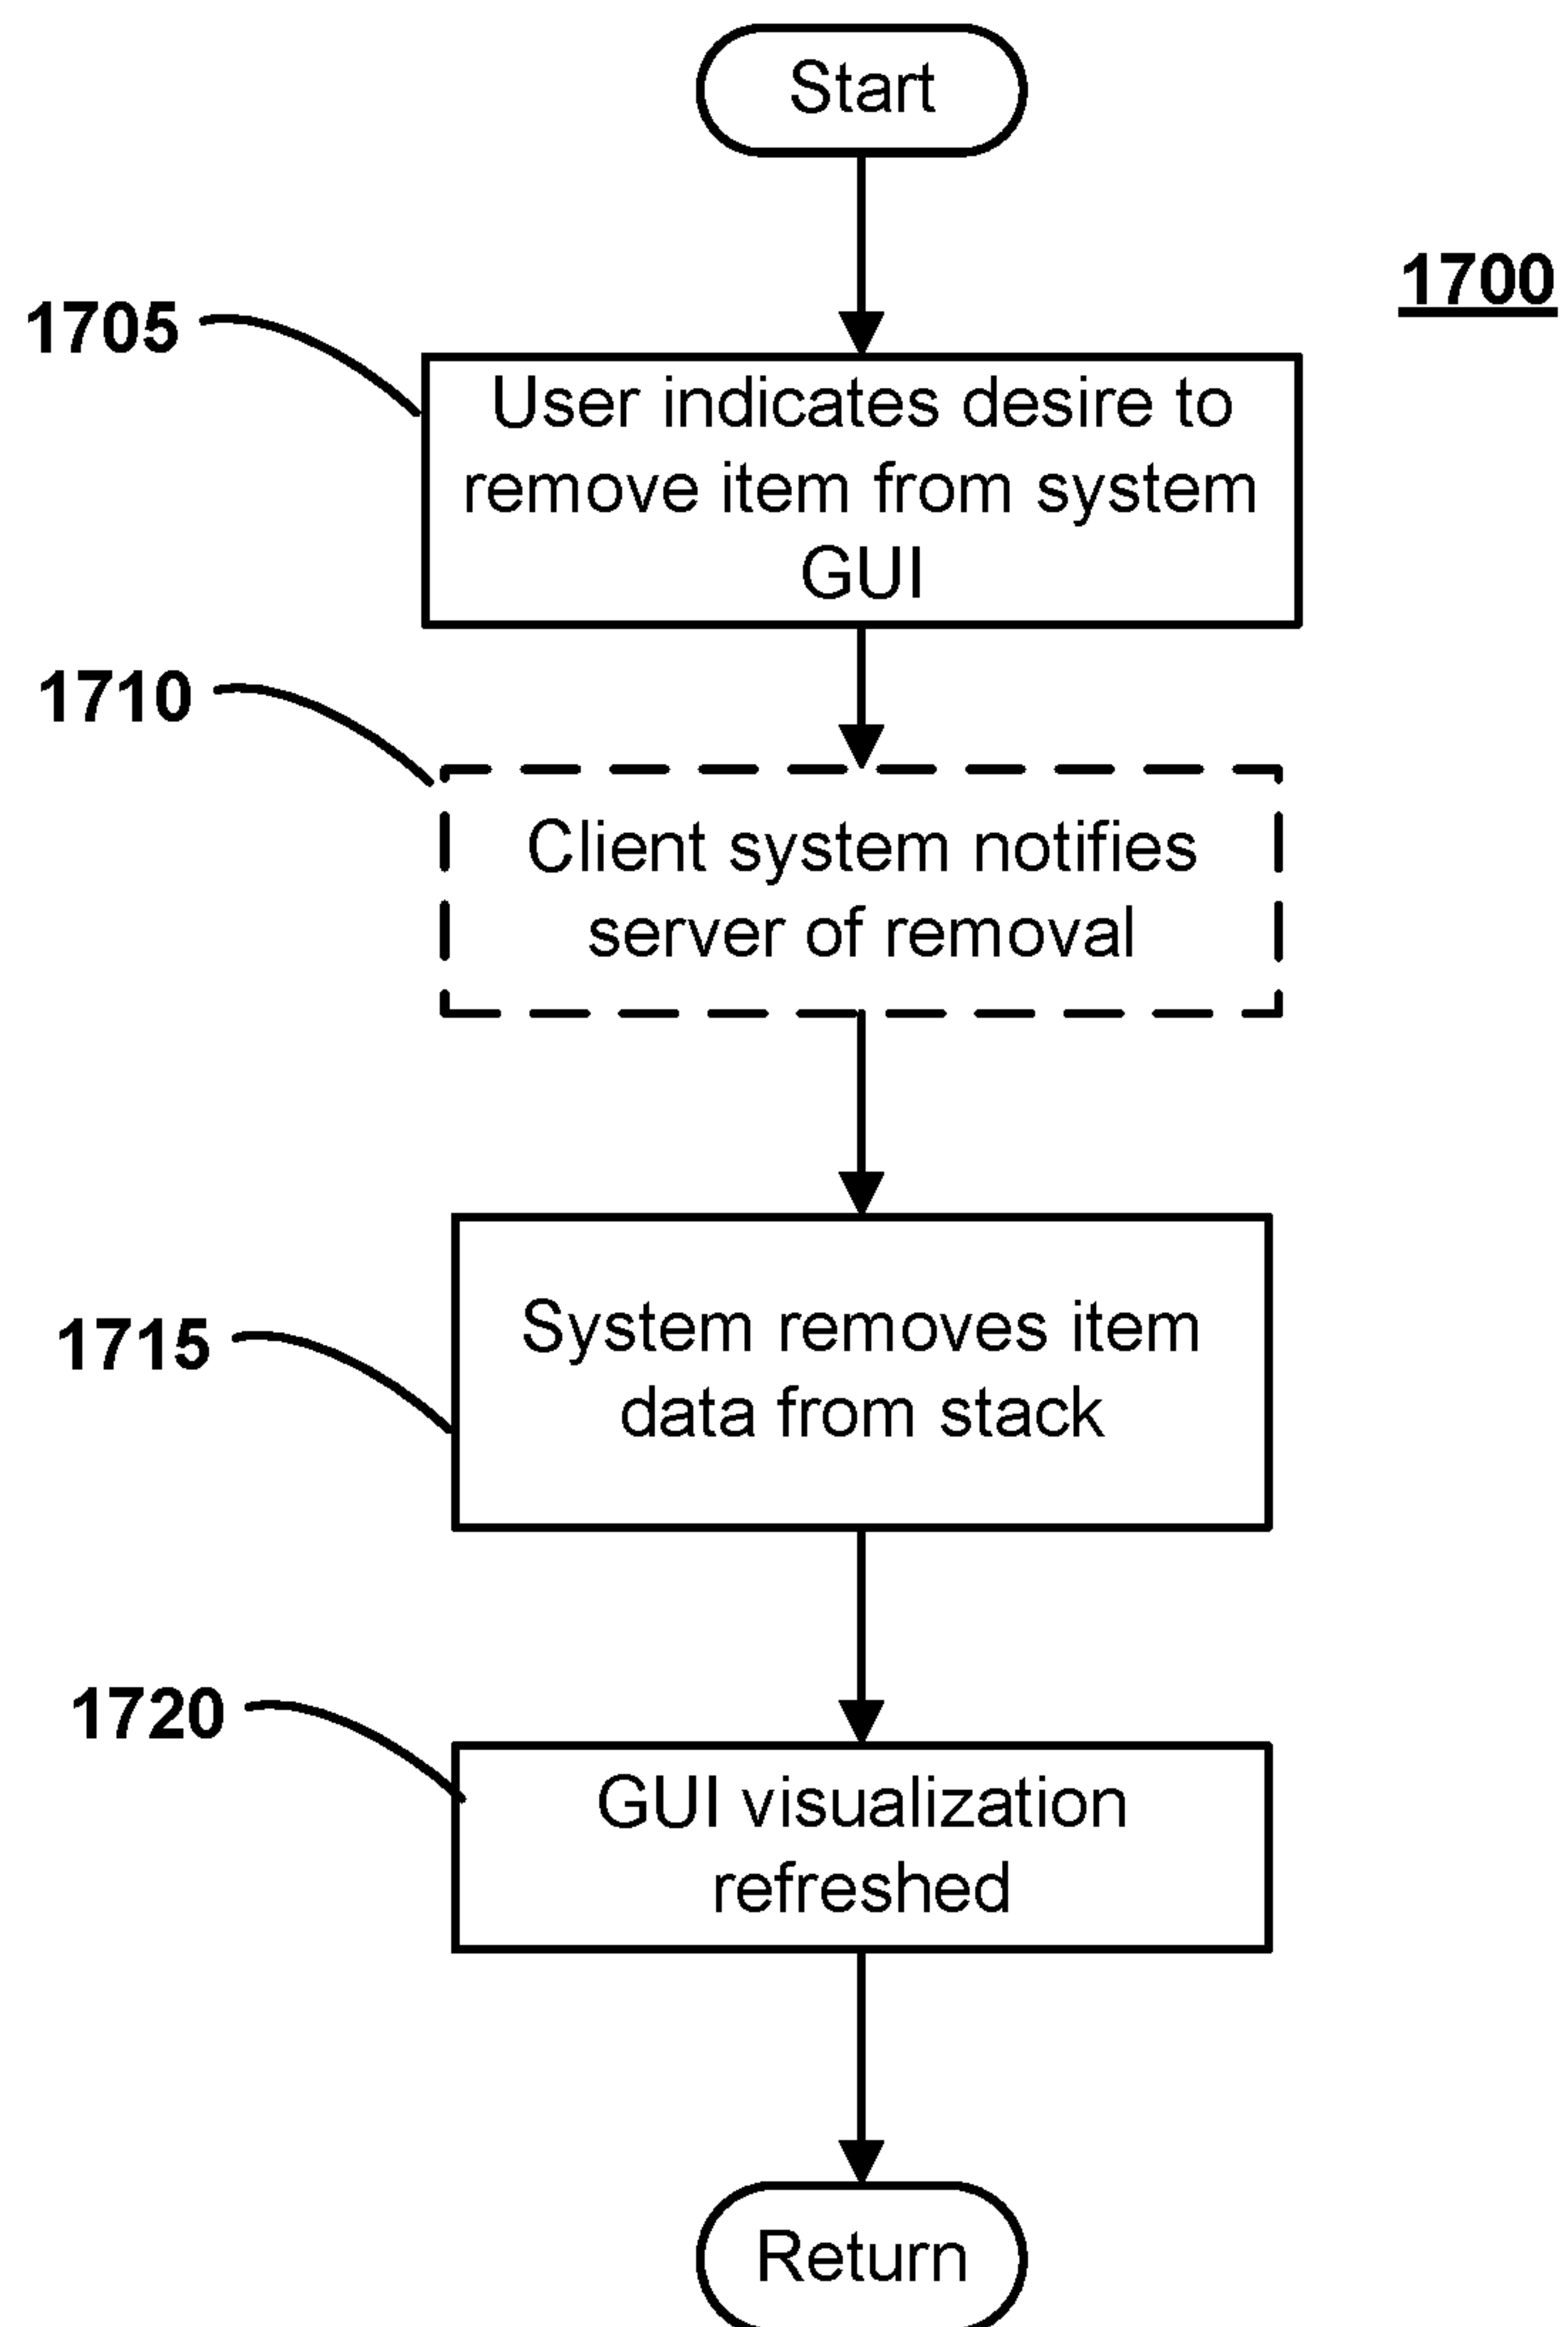 Start
1700
1705
User indicates desire to
remove item from system
GUI
1710
Client system notifies
server of removal
1715
System removes item
data from stack
1720
GUI visualization
refreshed
Return